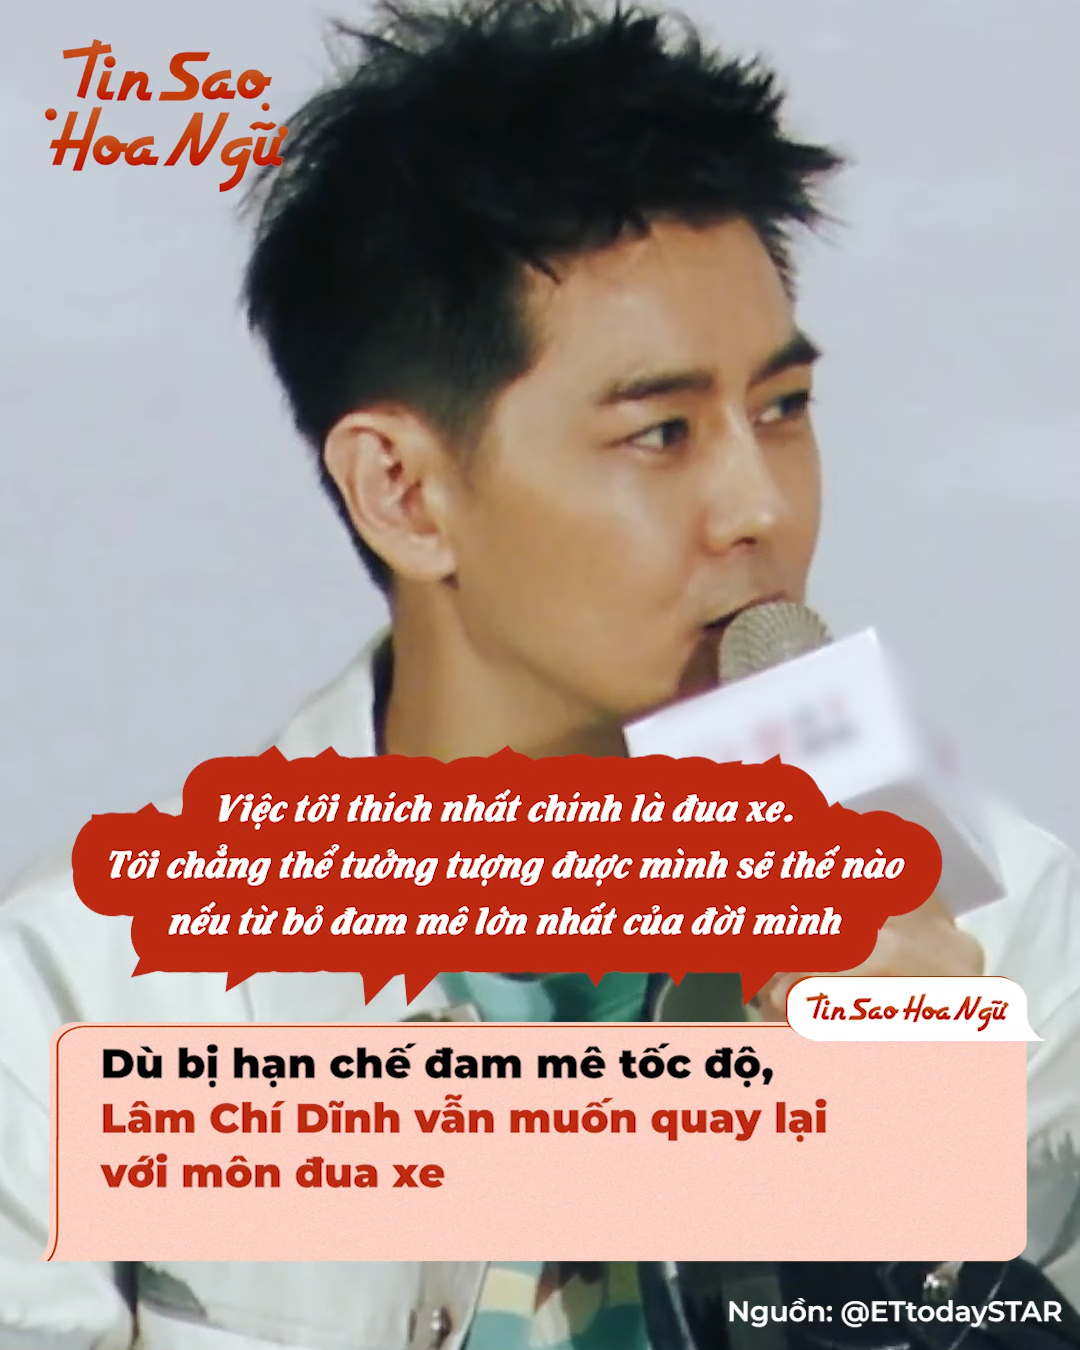 Tin Sao
Hoa Ngữ
Việc tôi thích nhất chính là đua xe.
Tôi chẳng thể tưởng tượng được mình sẽ thế nào
nếu từ bỏ đam mê lớn nhất của đời mình
Tin Sao Hoa Ngữ
Dù bị hạn chế đam mê tốc độ,
Lâm Chí Dĩnh vẫn muốn quay lại
với môn đua xe
Nguồn: @ETtodaySTAR